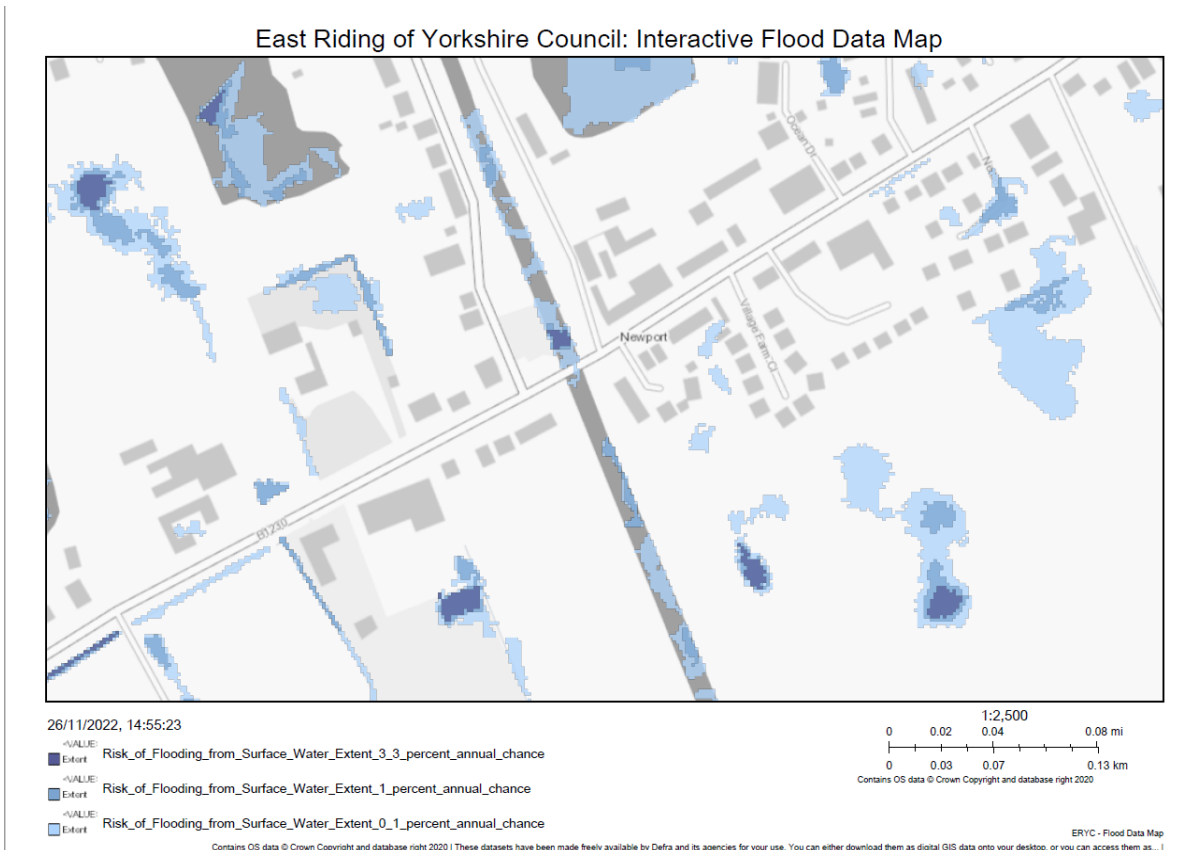 East Riding of Yorkshire Council: Interactive Flood Data Map
Ocean Dr
Newport
Village Farm Cl
B1230
26/11/2022, 14:55:23
1:2,500
0 0.02 0.04 0.08 mi
0 0.03 0.07 0.13 km
Contains OS data © Crown Copyright and database right 2020
<VALUE>
Extent Risk_of_Flooding_from_Surface_Water_Extent_3_3_percent_annual_chance
<VALUE>
Extent Risk_of_Flooding_from_Surface_Water_Extent_1_percent_annual_chance
<VALUE>
Extent Risk_of_Flooding_from_Surface_Water_Extent_0_1_percent_annual_chance
ERYC - Flood Data Map
Contains OS data © Crown Copyright and database right 2020 | These datasets have been made freely available by Defra and its agencies for your use. You can either download them as digital GIS data onto your desktop, or you can access them as... |